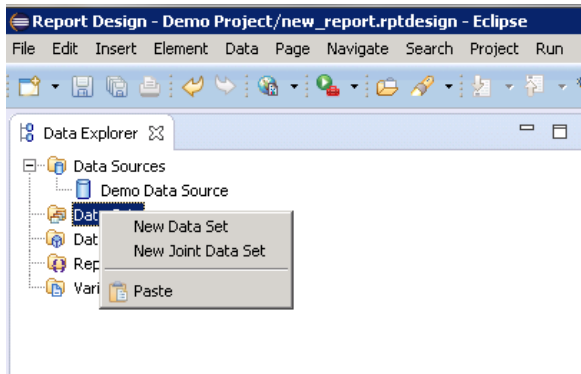 Report Design - Demo Project/new_report.rptdesign - Eclipse
File Edit Insert Element Data Page Navigate Search Project Run
Data Explorer
Data Sources
Demo Data Source
New Data Set
New Joint Data Set
Paste